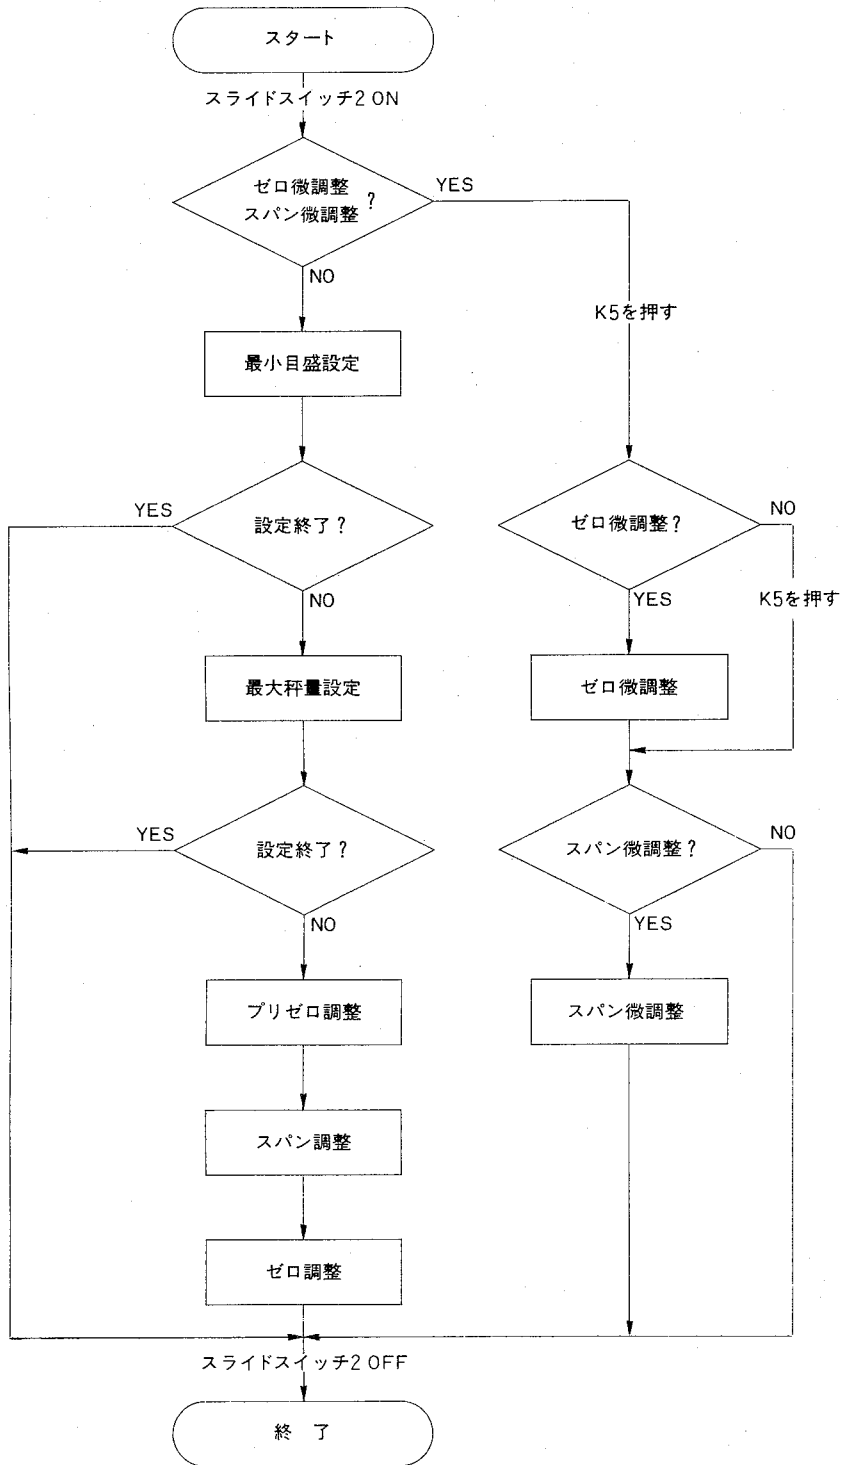 スタート
スライドスイッチ2 ON
ゼロ微調整
スパン微調整 ?
YES
NO
K5を押す
最小目盛設定
YES
設定終了?
NO
ゼロ微調整?
NO
YES
K5を押す
最大秤量設定
ゼロ微調整
YES
設定終了?
NO
スパン微調整?
NO
YES
プリゼロ調整
スパン微調整
スパン調整
ゼロ調整
スライドスイッチ2 OFF
終 了